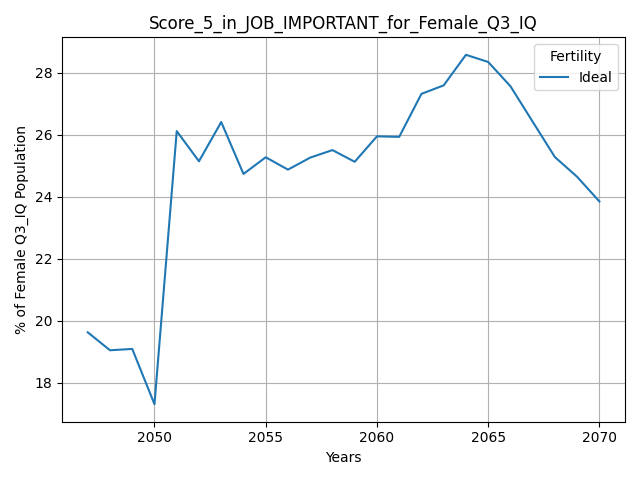 Score_5_in_JOB_IMPORTANT_for_Female_Q3_IQ
Fertility
Ideal
% of Female Q3_IQ Population
28
26
24
22
20
18
2050 2055 2060 2065 2070
Years